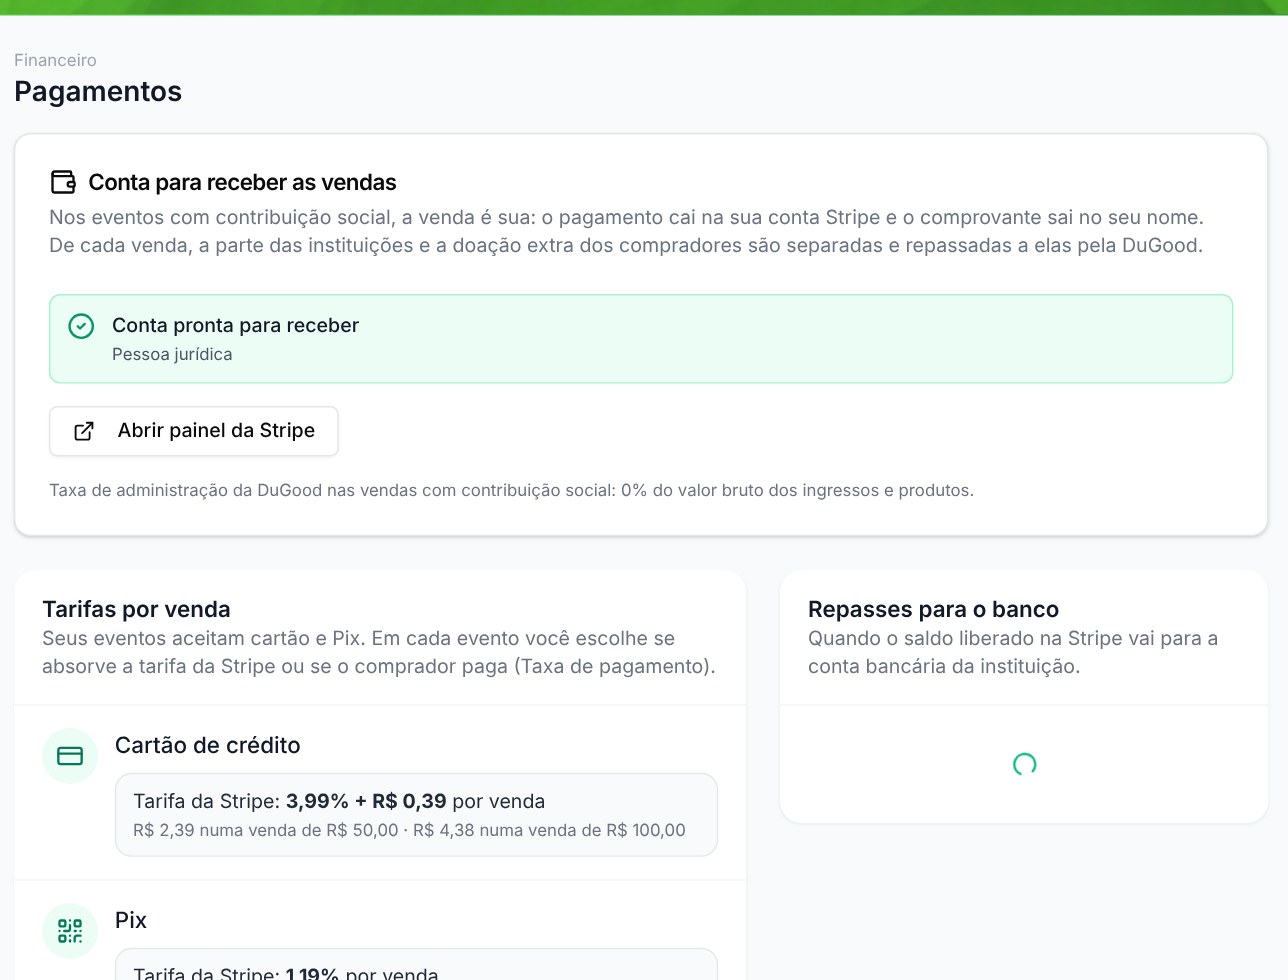 Financeiro
Pagamentos
Conta para receber as vendas
Nos eventos com contribuição social, a venda é sua: o pagamento cai na sua conta Stripe e o comprovante sai no seu nome.
De cada venda, a parte das instituições e a doação extra dos compradores são separadas e repassadas a elas pela DuGood.
Conta pronta para receber
Pessoa jurídica
Abrir painel da Stripe
Taxa de administração da DuGood nas vendas com contribuição social: 0% do valor bruto dos ingressos e produtos.
Tarifas por venda
Seus eventos aceitam cartão e Pix. Em cada evento você escolhe se
absorve a tarifa da Stripe ou se o comprador paga (Taxa de pagamento).
Cartão de crédito
Tarifa da Stripe: 3,99% + R$ 0,39 por venda
R$ 2,39 numa venda de R$ 50,00 · R$ 4,38 numa venda de R$ 100,00
Pix
Tarifa da Stripe: 1,19% por venda
Repasses para o banco
Quando o saldo liberado na Stripe vai para a
conta bancária da instituição.